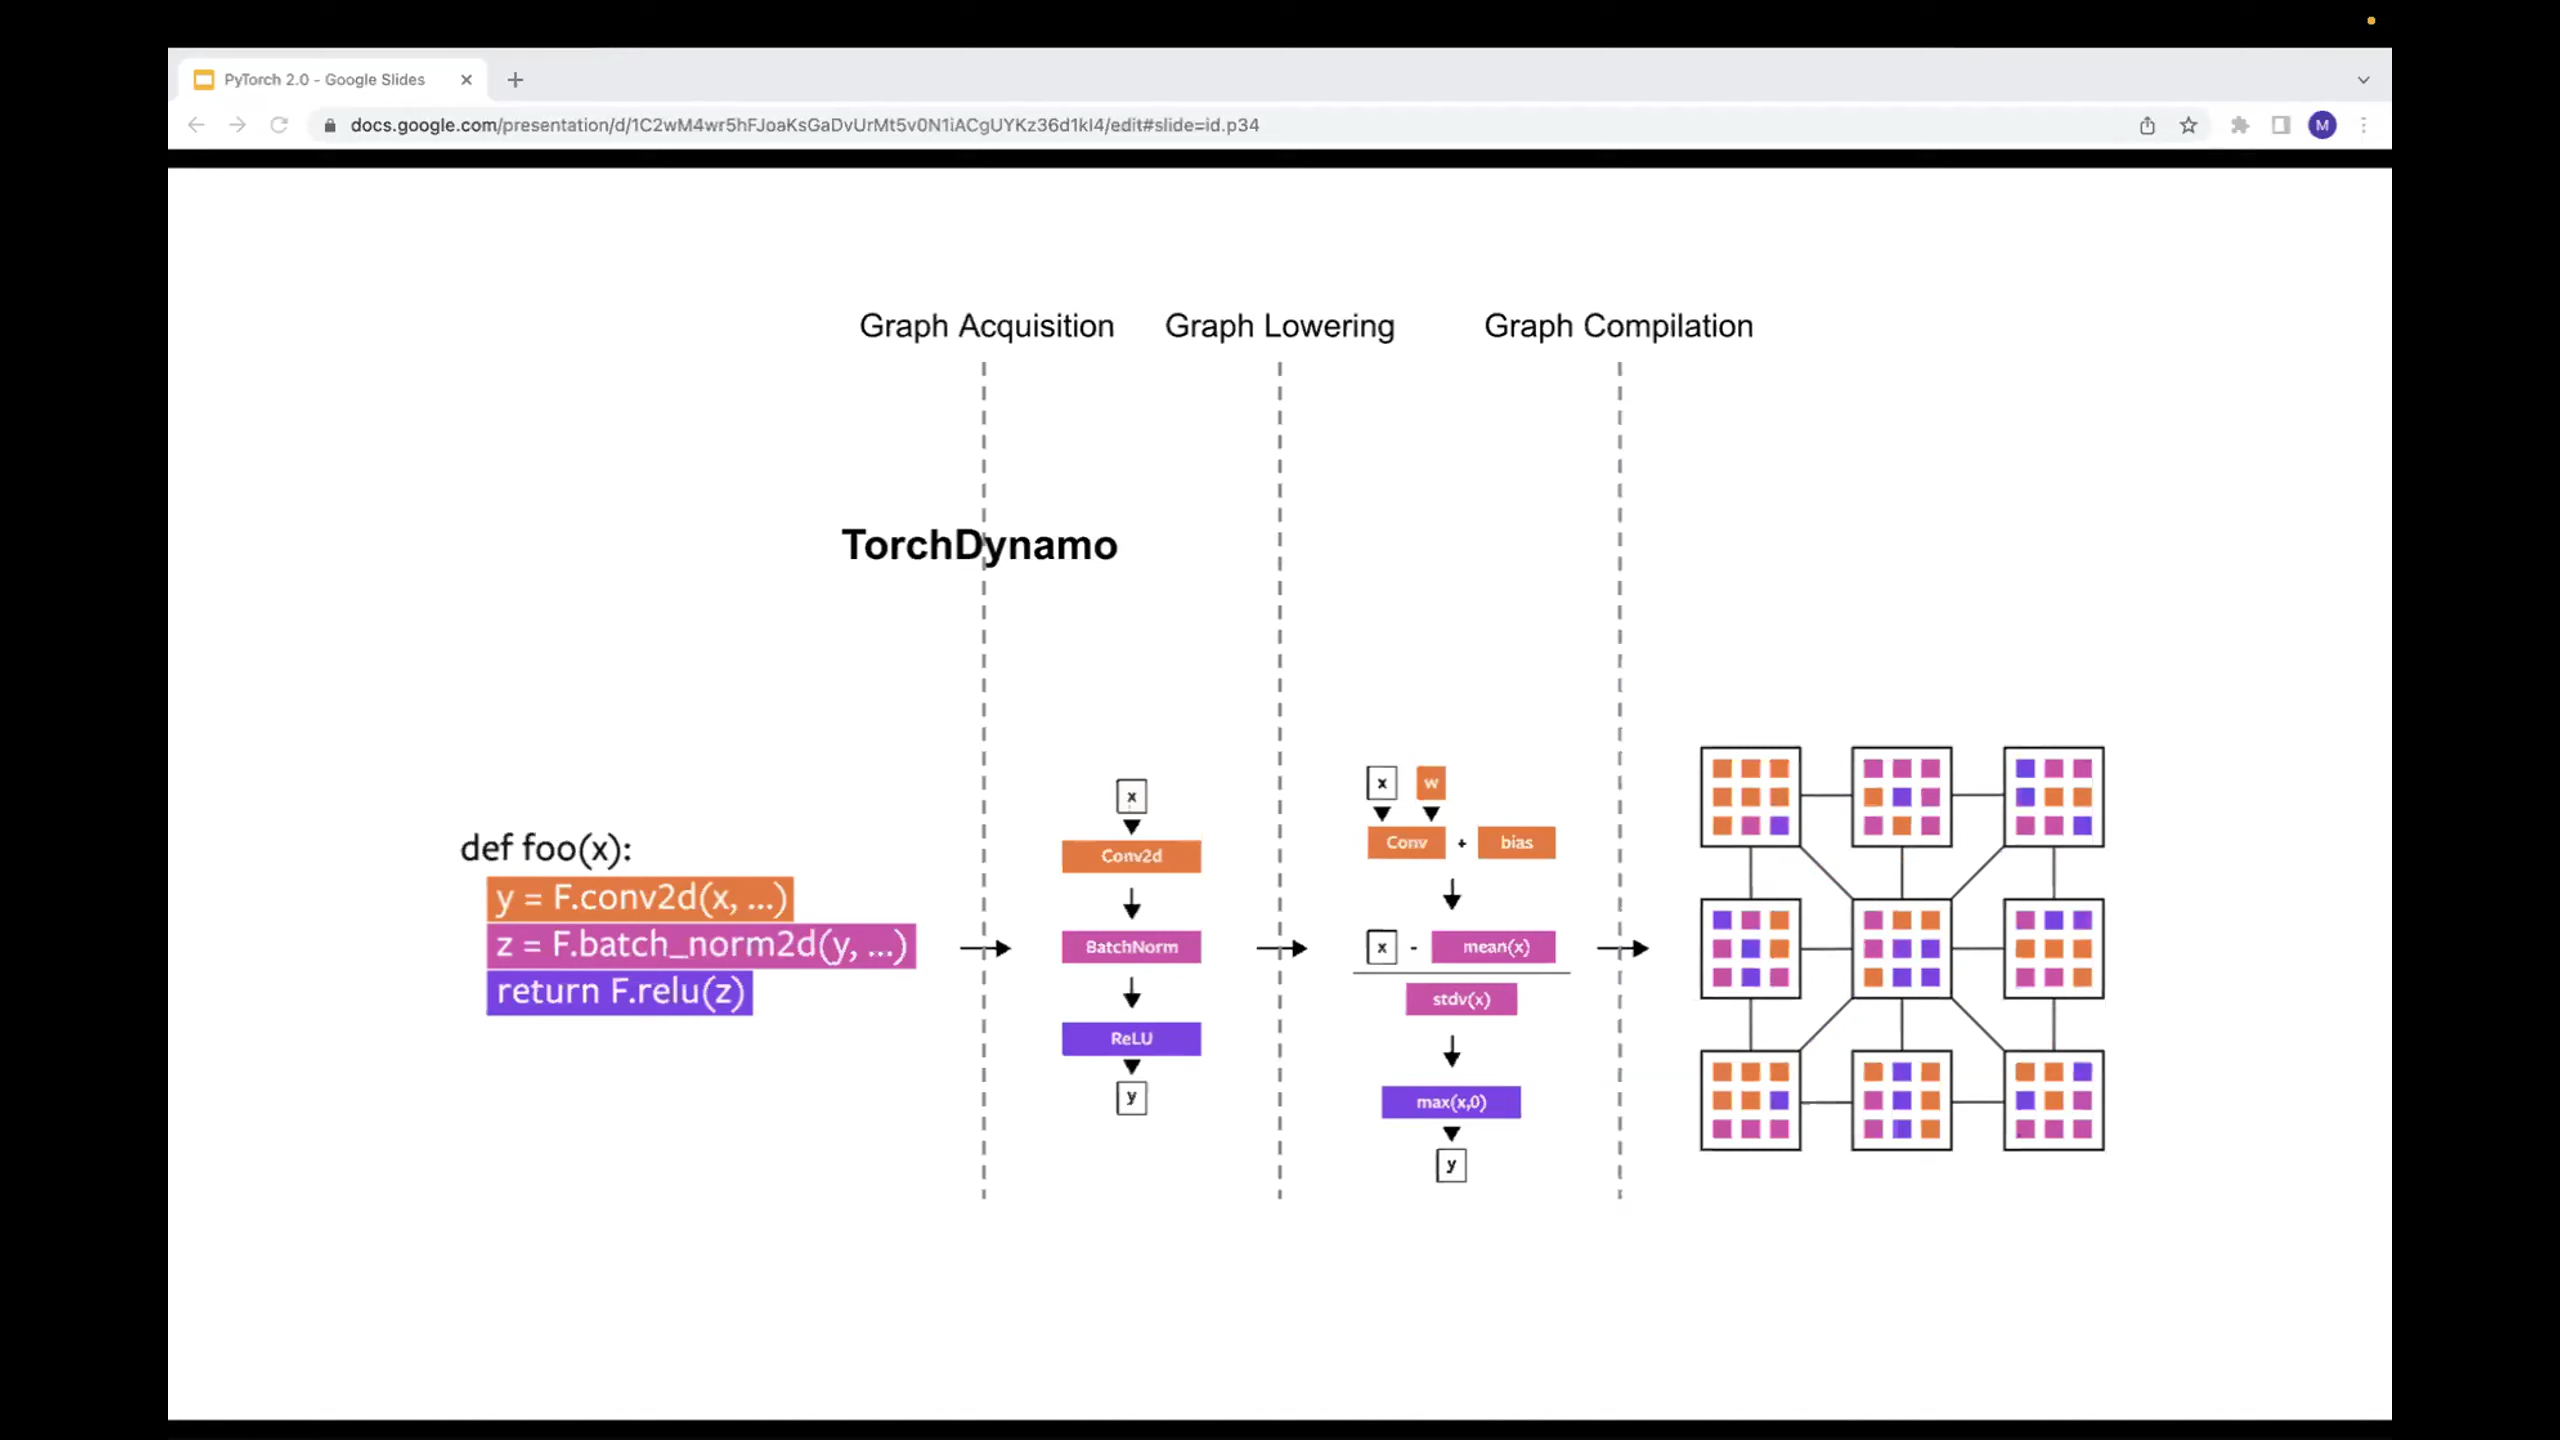 PyTorch 2.0 - Google Slides
docs.google.com/presentation/d/1C2wM4wr5hFJoaKsGaDvUrMt5v0N1iACgUYKz36d1kI4/edit#slide=id.p34
M
Graph Acquisition
Graph Lowering
Graph Compilation
TorchDynamo
def foo(x):
y = F.conv2d(x, ...)
z = F.batch_norm2d(y, ...)
return F.relu(z)
x
Conv2d
BatchNorm
ReLU
y
x w
Conv + bias
x - mean(x)
stdv(x)
max(x,0)
y